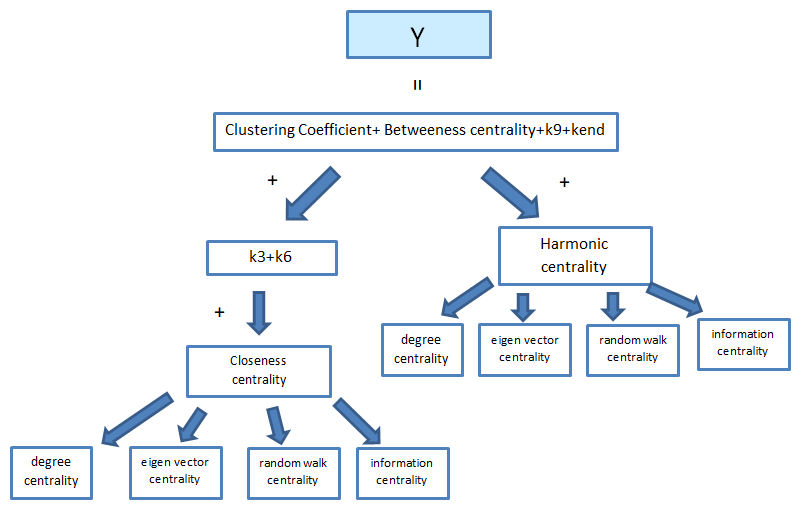 Y
=
Clustering Coefficient+ Betweeness centrality+k9+kend
+
+
k3+k6
Harmonic
centrality
+
degree
centrality
eigen vector
centrality
random walk
centrality
information
centrality
Closeness
centrality
degree
centrality
eigen vector
centrality
random walk
centrality
information
centrality